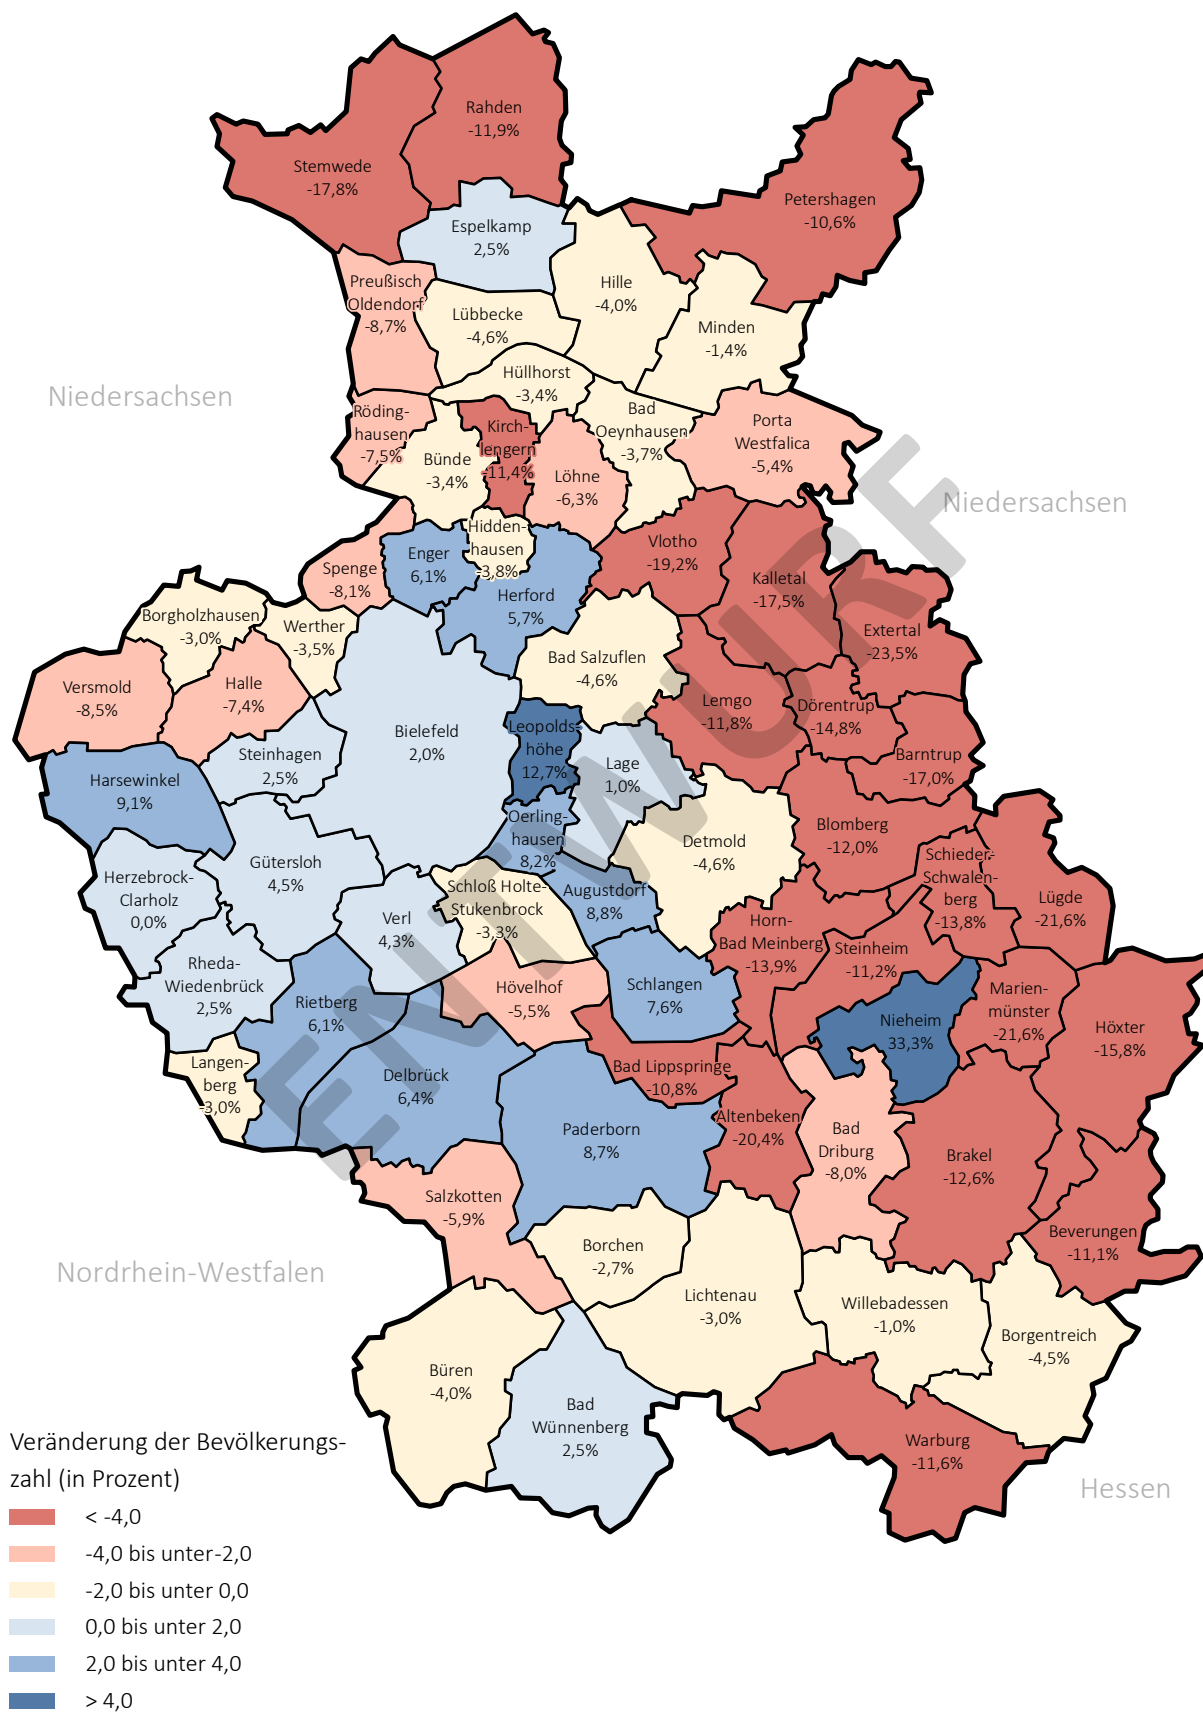 Rahden
-11,9%
Stemwede
-17,8%
Petershagen
-10,6%
Espelkamp
2,5%
Preußisch
Oldendorf
-8,7%
Hille
-4,0%
Lübbecke
-4,6%
Minden
-1,4%
Hüllhorst
-3,4%
Niedersachsen
Röding-
hausen
-7,5%
Bad
Oeynhausen
-3,7%
Porta
Westfalica
-5,4%
Kirch-
lengern
-11,4%
Bünde
-3,4%
Löhne
-6,3%
Niedersachsen
Hidden-
hausen
-3,8%
Vlotho
-19,2%
Enger
6,1%
Spenge
-8,1%
Kalletal
-17,5%
Herford
5,7%
Borgholzhausen
-3,0%
Werther
-3,5%
Extertal
-23,5%
Bad Salzuflen
-4,6%
Versmold
-8,5%
Halle
-7,4%
Lemgo
-11,8%
Dörentrup
-14,8%
Bielefeld
2,0%
Leopolds-
höhe
12,7%
Steinhagen
2,5%
Lage
1,0%
Barntrup
-17,0%
Harsewinkel
9,1%
Oerling-
hausen
8,2%
Blomberg
-12,0%
Detmold
-4,6%
Schieder-
Schwalen-
berg
-13,8%
Gütersloh
4,5%
Herzebrock-
Clarholz
0,0%
Schloß Holte-
Stukenbrock
-3,3%
Augustdorf
8,8%
Lügde
-21,6%
Verl
4,3%
Horn-
Bad Meinberg
-13,9%
Steinheim
-11,2%
Rheda-
Wiedenbrück
2,5%
Rietberg
6,1%
Hövelhof
-5,5%
Schlangen
7,6%
Marien-
münster
-21,6%
Nieheim
33,3%
Höxter
-15,8%
Langen-
berg
-3,0%
Delbrück
6,4%
Bad Lippspringe
-10,8%
Altenbeken
-20,4%
Paderborn
8,7%
Bad
Driburg
-8,0%
Brakel
-12,6%
Salzkotten
-5,9%
Beverungen
-11,1%
Borchen
-2,7%
Nordrhein-Westfalen
Lichtenau
-3,0%
Willebadessen
-1,0%
Borgentreich
-4,5%
Büren
-4,0%
Bad
Wünnenberg
2,5%
Warburg
-11,6%
Hessen
ENTWURF
Veränderung der Bevölkerungs-
zahl (in Prozent)
< -4,0
-4,0 bis unter -2,0
-2,0 bis unter 0,0
0,0 bis unter 2,0
2,0 bis unter 4,0
> 4,0